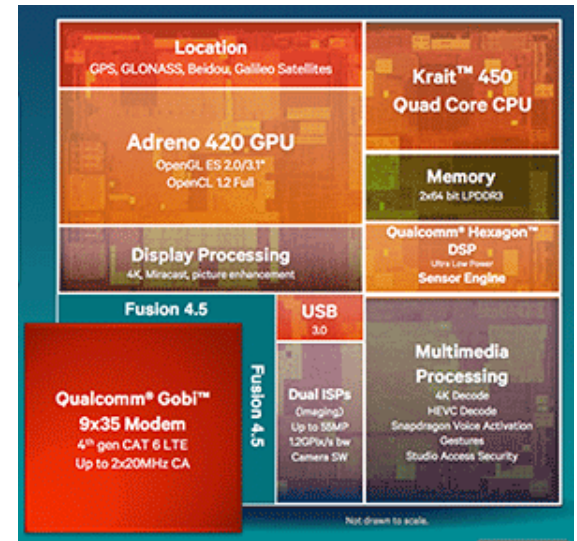 Location
GPS, GLONASS, Beidou, Galileo Satellites
Adreno 420 GPU
OpenGL ES 2.0/3.1*
OpenCL 1.2 Full
Display Processing
4K, Miracast, picture enhancement
Krait™ 450
Quad Core CPU
Memory
2x64 bit LPDDR3
Qualcomm® Hexagon™
DSP
Ultra Low Power
Sensor Engine
Fusion 4.5
Fusion 4.5
Qualcomm® Gobi™
9x35 Modem
4th gen CAT 6 LTE
Up to 2x20MHz CA
USB
3.0
Dual ISPs
(Imaging)
Up to 55MP
1.2GPix/s bw
Camera SW
Multimedia
Processing
4K Decode
HEVC Decode
Snapdragon Voice Activation
Gestures
Studio Access Security
Not drawn to scale.